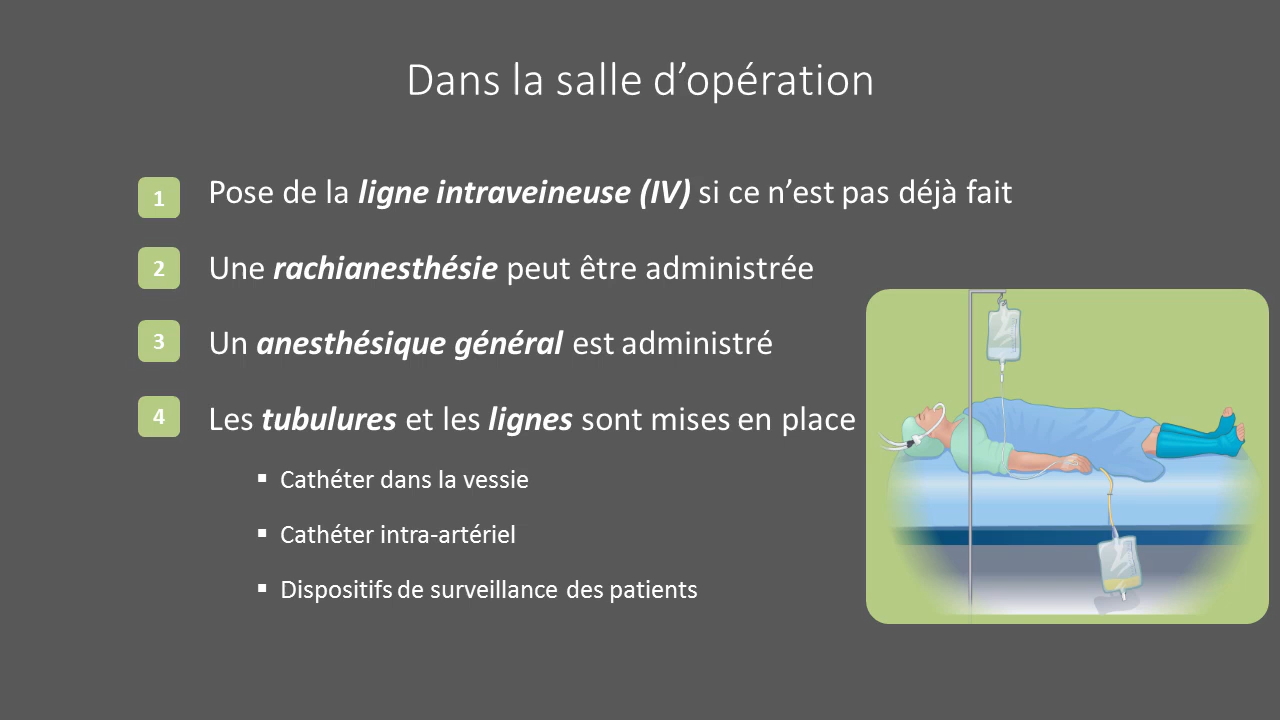 Dans la salle d’opération
1 Pose de la ligne intraveineuse (IV) si ce n’est pas déjà fait
2 Une rachianesthésie peut être administrée
3 Un anesthésique général est administré
4 Les tubulures et les lignes sont mises en place
▪ Cathéter dans la vessie
▪ Cathéter intra-artériel
▪ Dispositifs de surveillance des patients